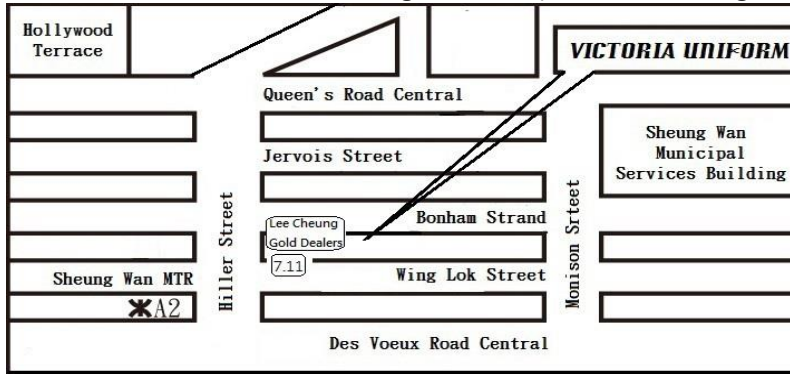 Hollywood
Terrace
VICTORIA UNIFORM
Queen's Road Central
Sheung Wan
Municipal
Services Building
Jervois Street
Hiller Street
Lee Cheung
Gold Dealers
Bonham Strand
Monison Srteet
7.11
Sheung Wan MTR
Wing Lok Street
A2
Des Voeux Road Central